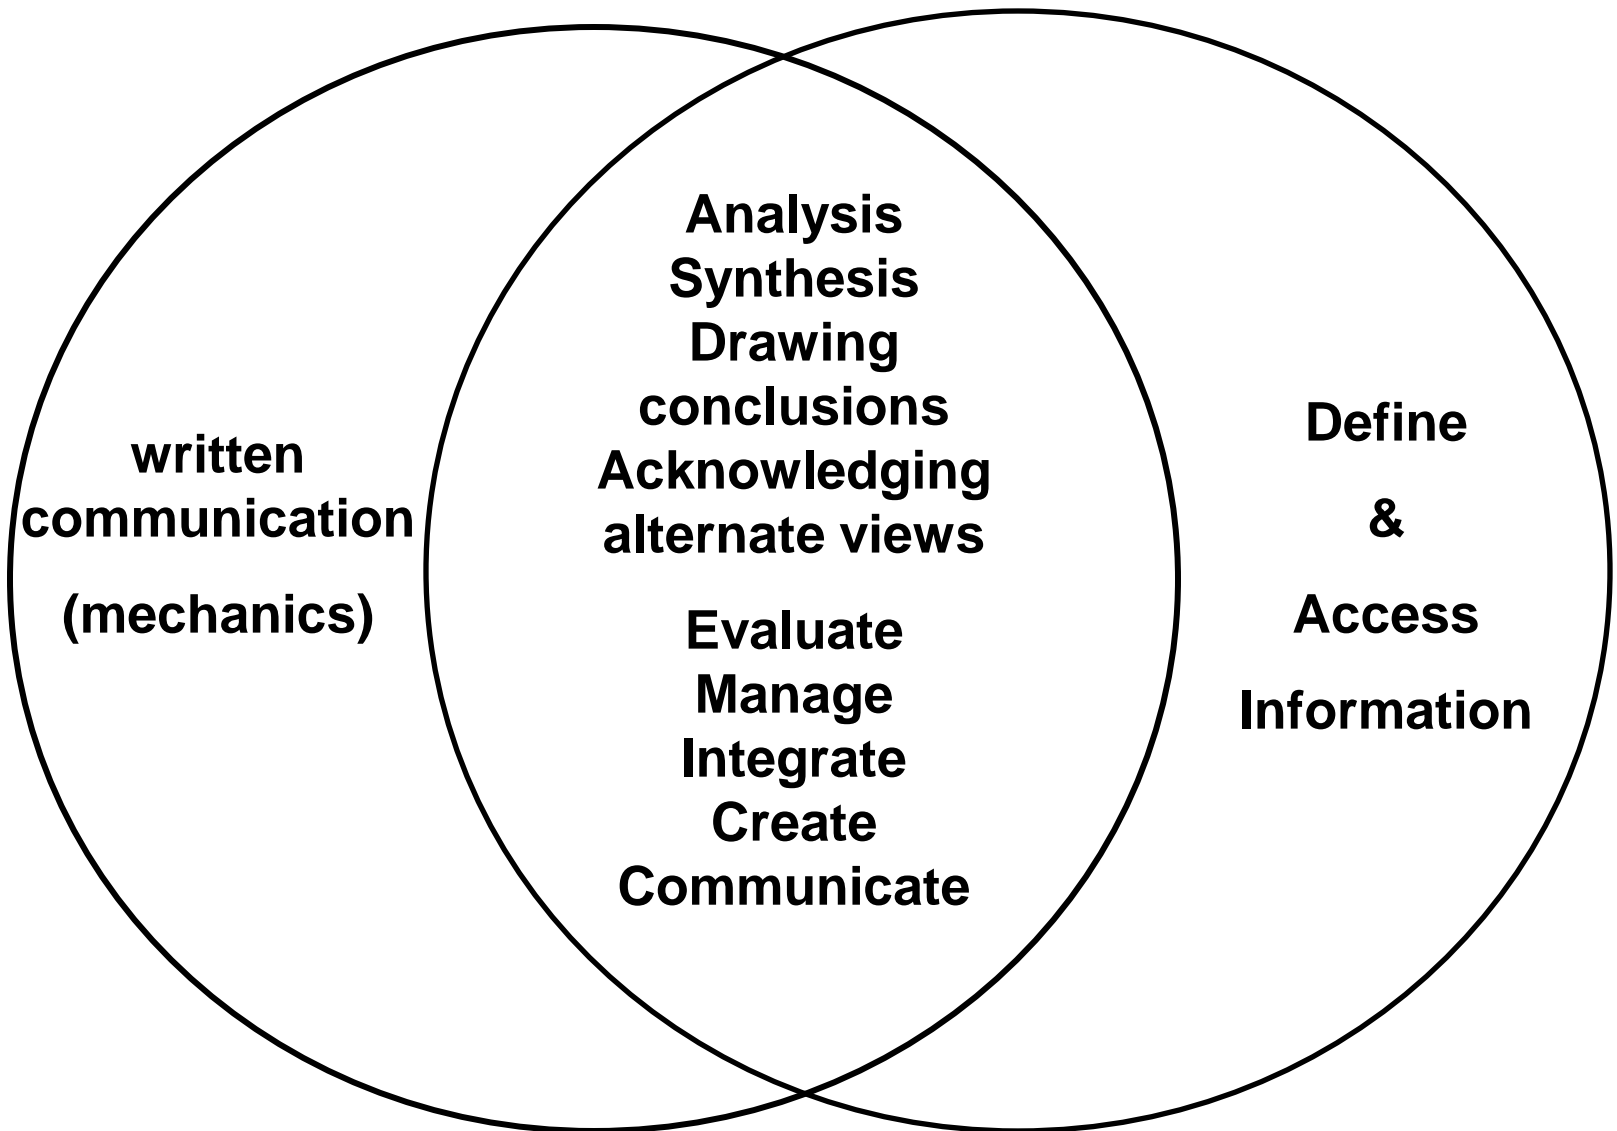 written
communication
(mechanics)
Analysis
Synthesis
Drawing
conclusions
Acknowledging
alternate views
Evaluate
Manage
Integrate
Create
Communicate
Define
&
Access
Information